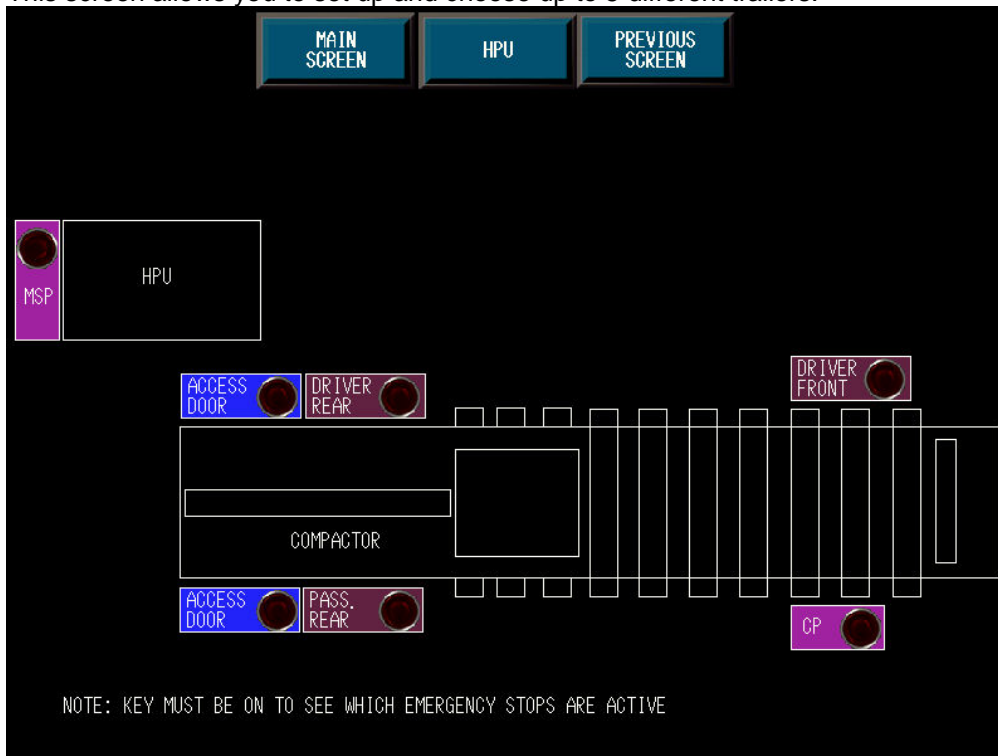 This screen allows you to set up and choose up to 3 different trailers.
MAIN
SCREEN
HPU
PREVIOUS
SCREEN
MSP
HPU
ACCESS
DOOR
DRIVER
REAR
DRIVER
FRONT
COMPACTOR
ACCESS
DOOR
PASS.
REAR
CP
NOTE: KEY MUST BE ON TO SEE WHICH EMERGENCY STOPS ARE ACTIVE